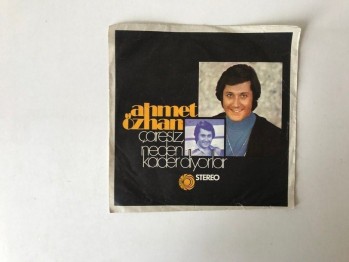 ahmet
özhan
çaresiz
neden
kader diyorlar
STEREO